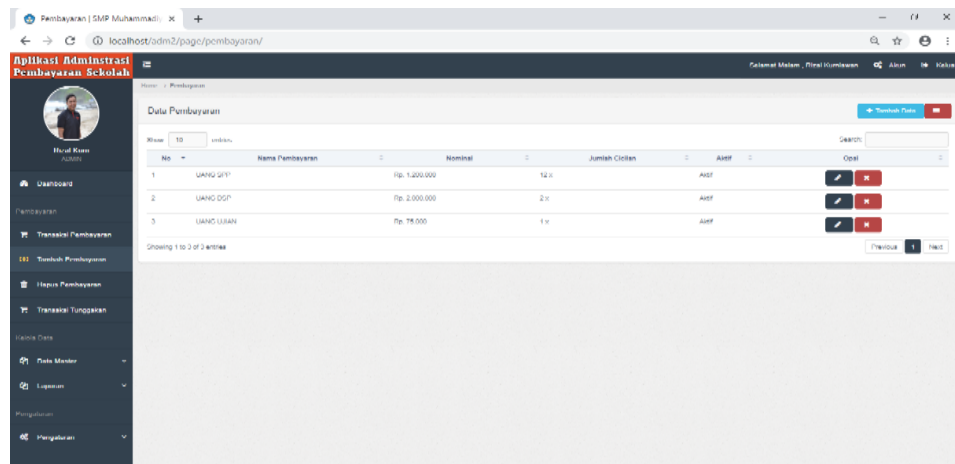 Pembayaran | SMP Muhammadiy
localhost/adm2/page/pembayaran/
Aplikasi Adminstrasi
Pembayaran Sekolah
Selamat Malam , Rizal Kurniawan Akun Kelua
Home > Pembayaran
Rizal Kurn
ADMIN
Data Pembayaran
+ Tambah Data
Show 10 entries
Search:
No Nama Pembayaran Nominal Jumlah Cicilan Aktif Opsi
1 UANG SPP Rp. 1.200.000 12 x Aktif
2 UANG DSP Rp. 2.000.000 2 x Aktif
3 UANG UJIAN Rp. 75.000 1 x Aktif
Showing 1 to 3 of 3 entries
Previous 1 Next
Dashboard
Pembayaran
Transaksi Pembayaran
Tambah Pembayaran
Hapus Pembayaran
Transaksi Tunggakan
Kelola Data
Data Master
Laporan
Pengaturan
Pengaturan